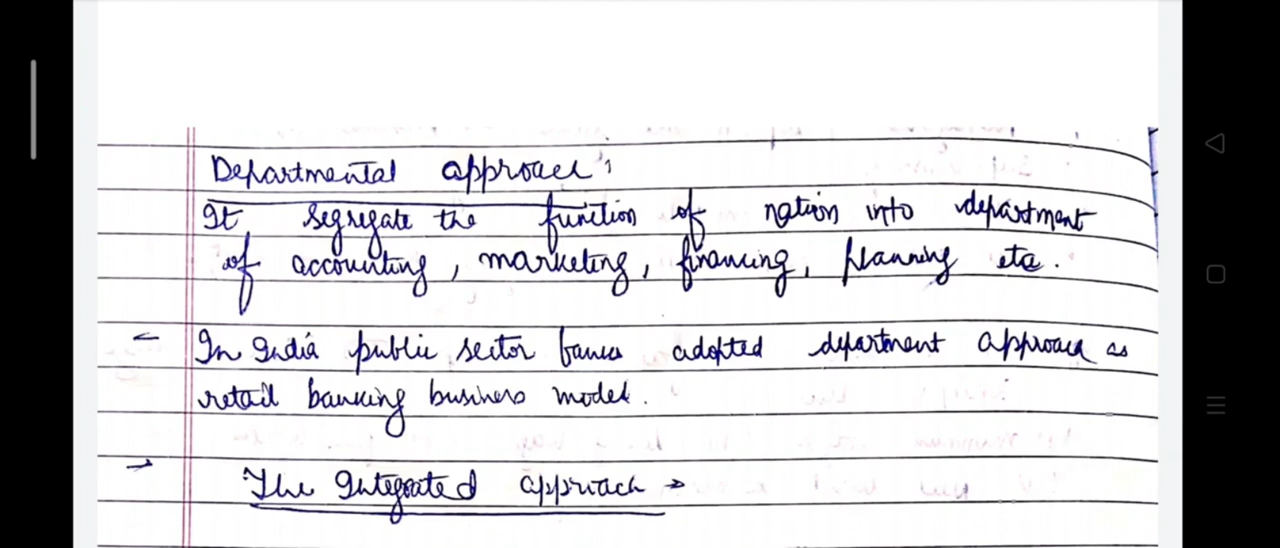 Departmental approach :
It segregate the function of nation into department
of accounting , marketing , financing , planning etc .
In India public sector banks adopted department approach as
retail banking business model .
The Integrated approach →